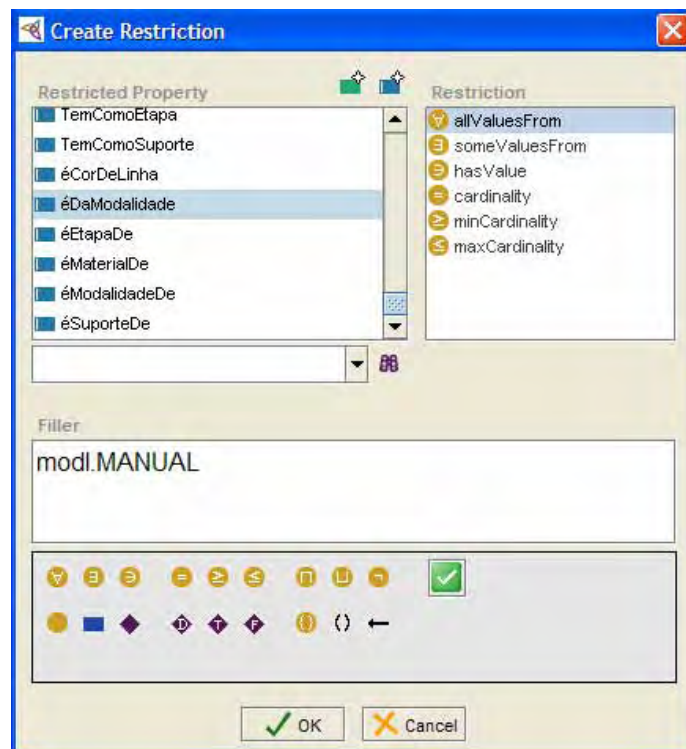 Create Restriction
Restricted Property
TemComoEtapa
TemComoSuporte
éCorDeLinha
éDaModalidade
éEtapaDe
éMaterialDe
éModalidadeDe
éSuporteDe
Restriction
∀ allValuesFrom
∃ someValuesFrom
∋ hasValue
= cardinality
≥ minCardinality
≤ maxCardinality
Filler
modl.MANUAL
∀ ∃ ∋ = ≥ ≤ ⊓ ⊔ ¬
D T F {} () ←
OK Cancel